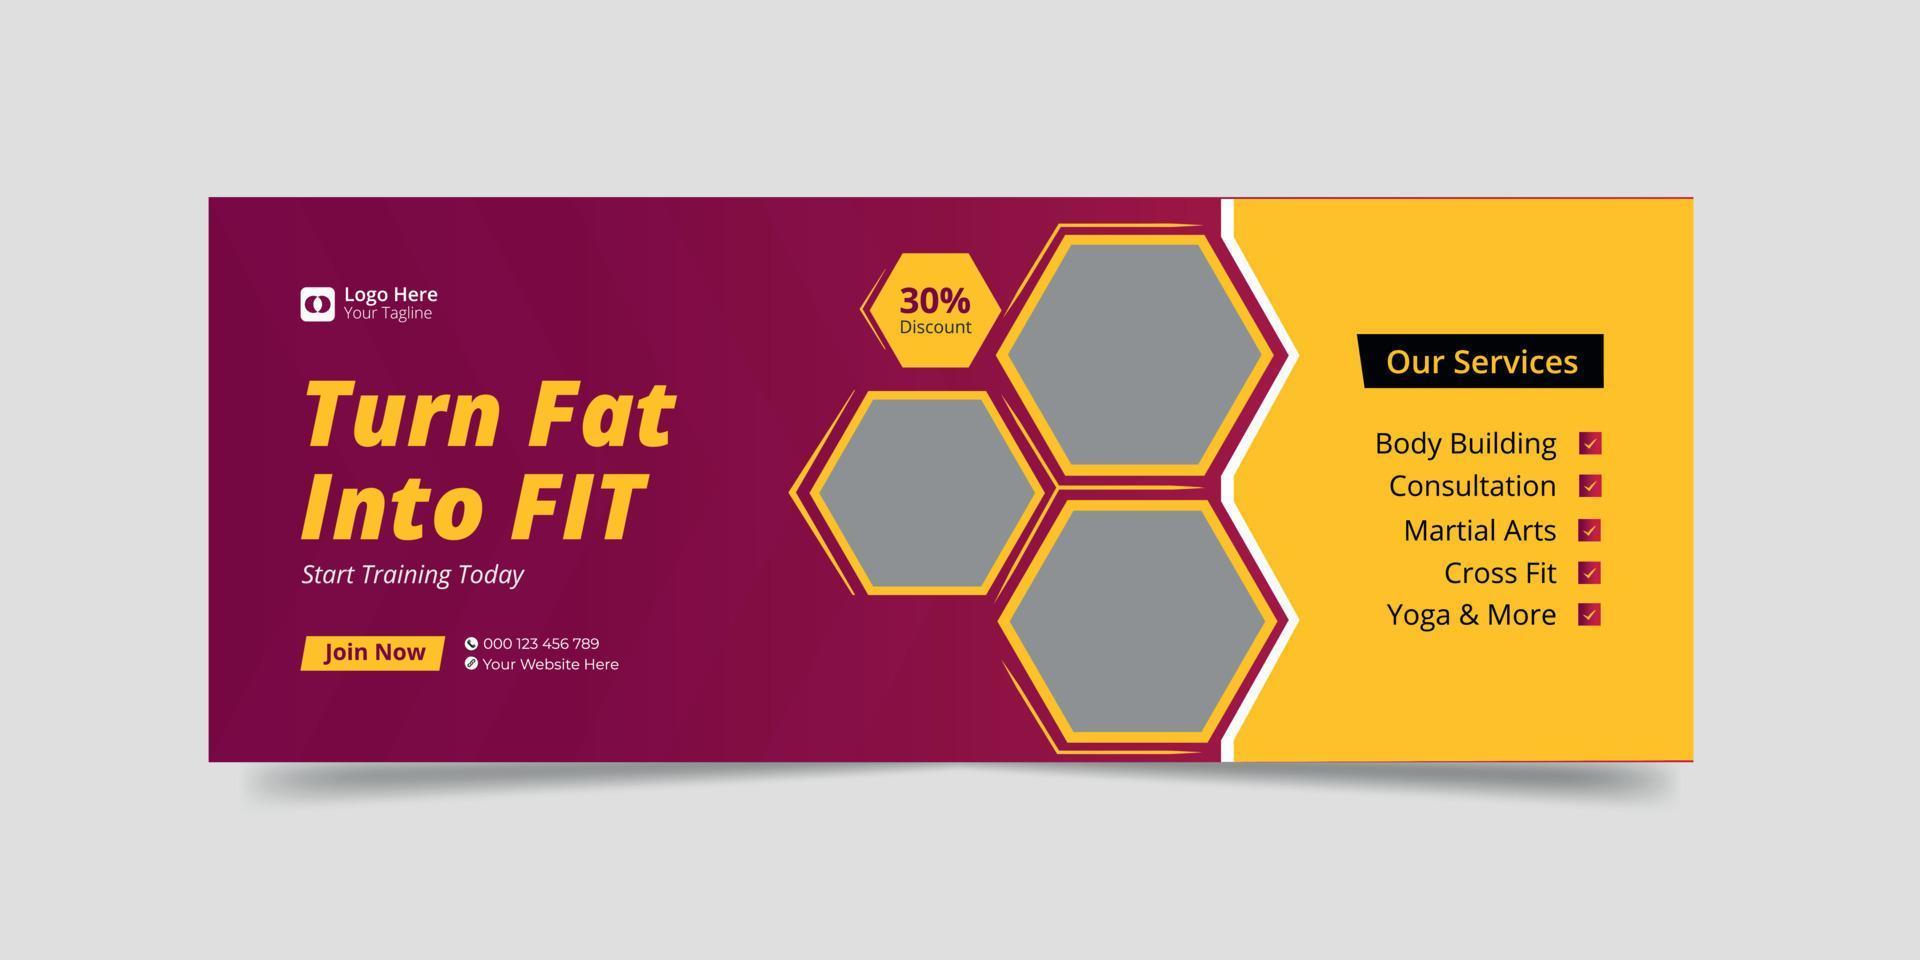 Logo Here
Your Tagline
Turn Fat
Into FIT
Start Training Today
Join Now
000 123 456 789
Your Website Here
30%
Discount
Our Services
Body Building
Consultation
Martial Arts
Cross Fit
Yoga & More